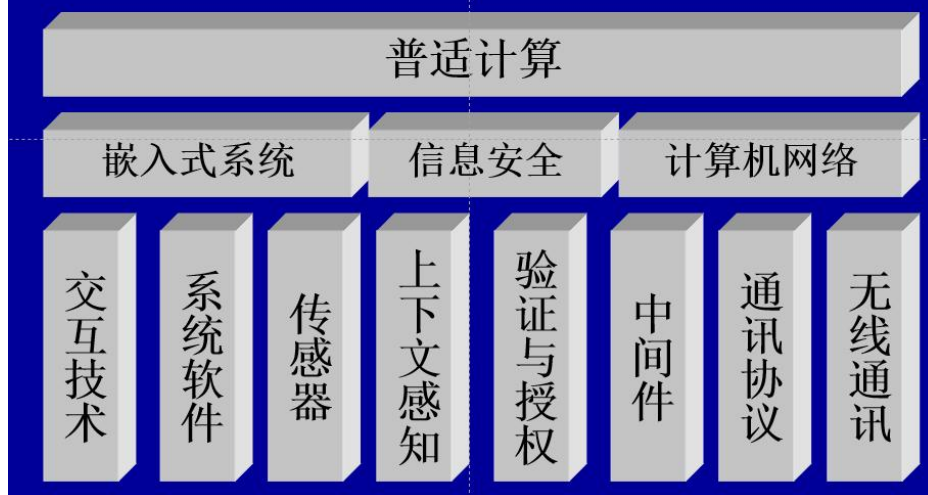 普适计算
嵌入式系统
信息安全
计算机网络
交互技术
系统软件
传感器
上下文感知
验证与授权
中间件
通讯协议
无线通讯